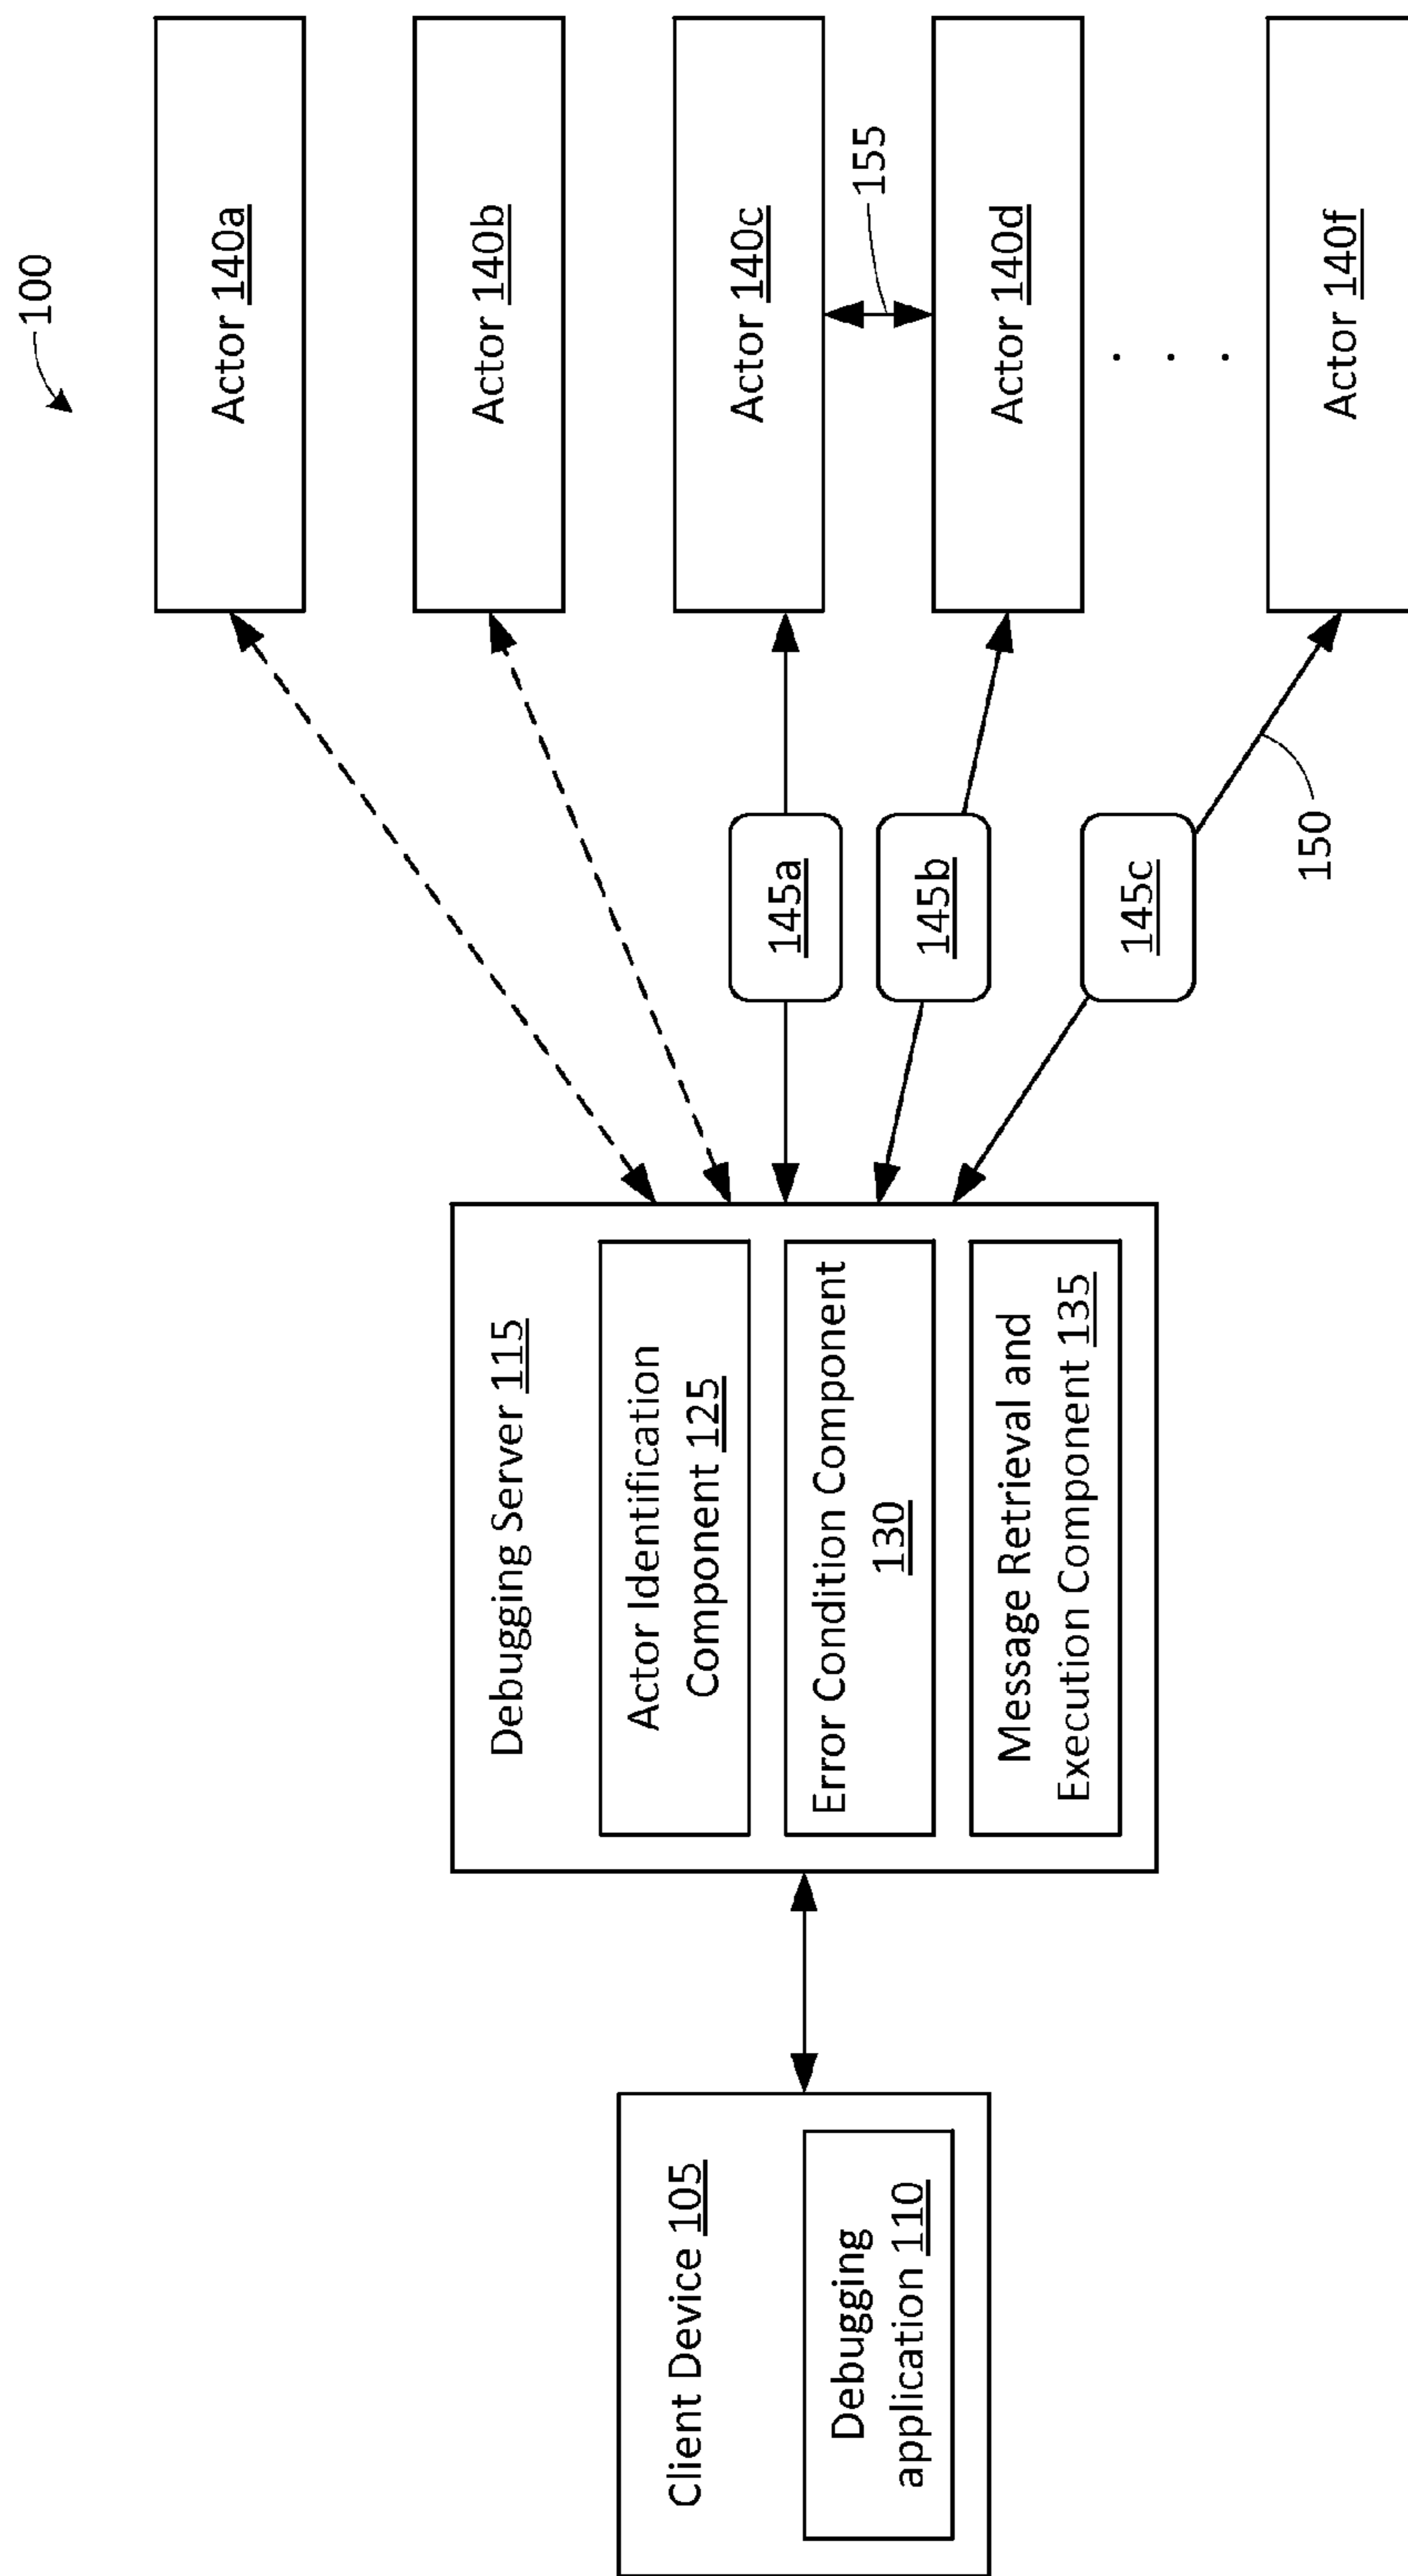 100
Client Device 105
Debugging
application 110
Debugging Server 115
Actor Identification
Component 125
Error Condition Component
130
Message Retrieval and
Execution Component 135
145a
145b
145c
150
Actor 140a
Actor 140b
Actor 140c
155
Actor 140d
. . .
Actor 140f